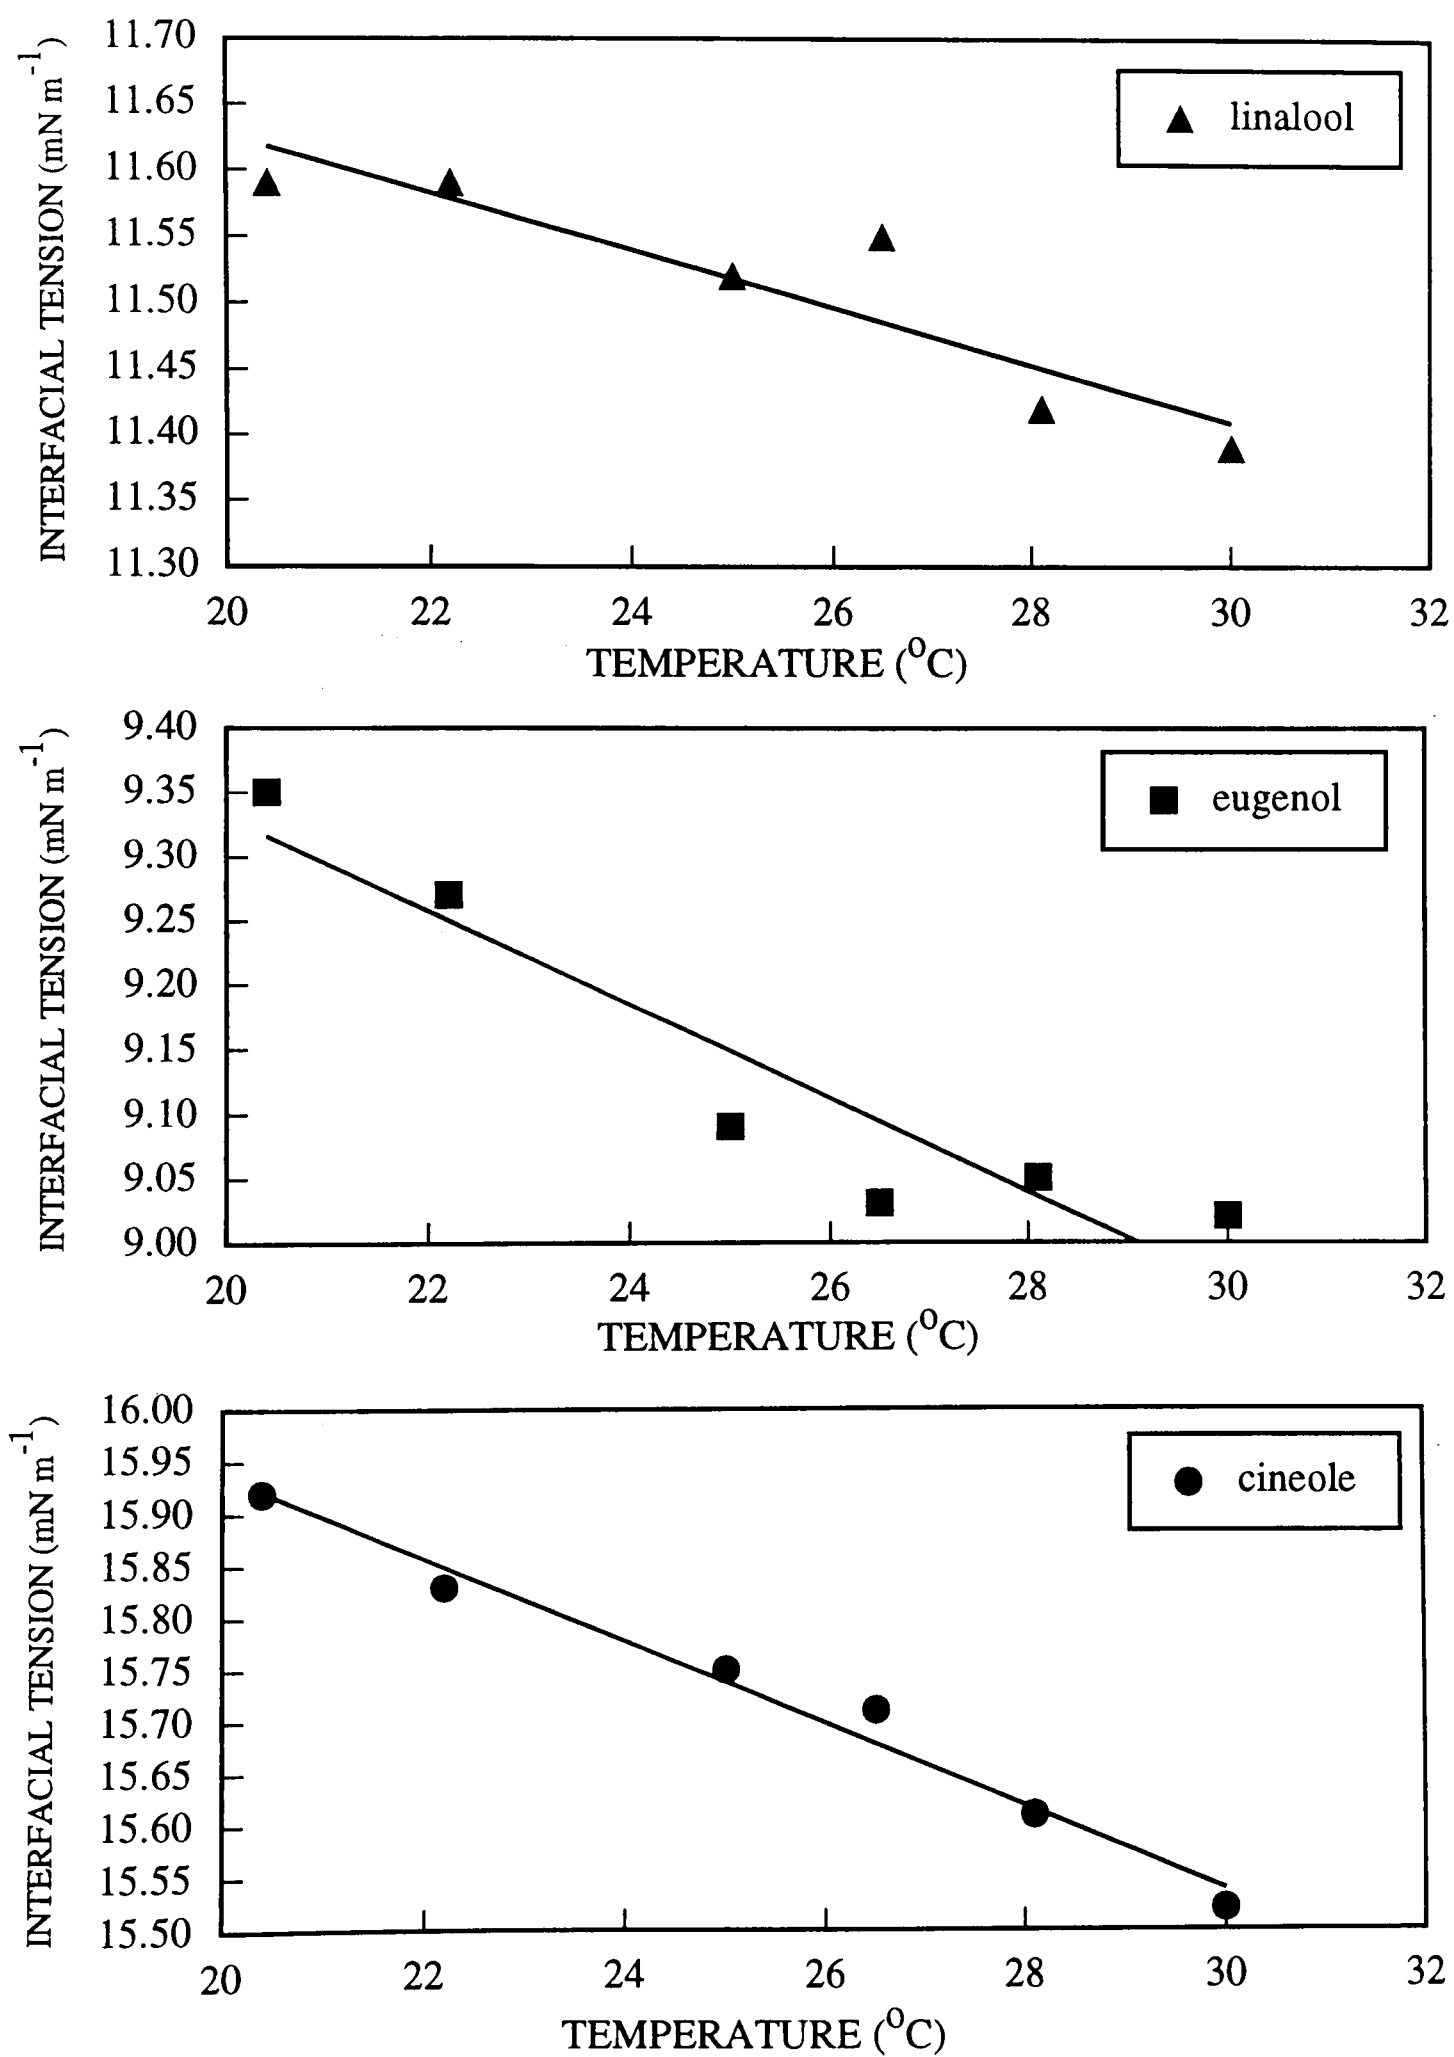 INTERFACIAL TENSION (mN m⁻¹)
11.70
11.65
11.60
11.55
11.50
11.45
11.40
11.35
11.30
linalool
20 22 24 26 28 30 32
TEMPERATURE (°C)
INTERFACIAL TENSION (mN m⁻¹)
9.40
9.35
9.30
9.25
9.20
9.15
9.10
9.05
9.00
eugenol
20 22 24 26 28 30 32
TEMPERATURE (°C)
INTERFACIAL TENSION (mN m⁻¹)
16.00
15.95
15.90
15.85
15.80
15.75
15.70
15.65
15.60
15.55
15.50
cineole
20 22 24 26 28 30 32
TEMPERATURE (°C)